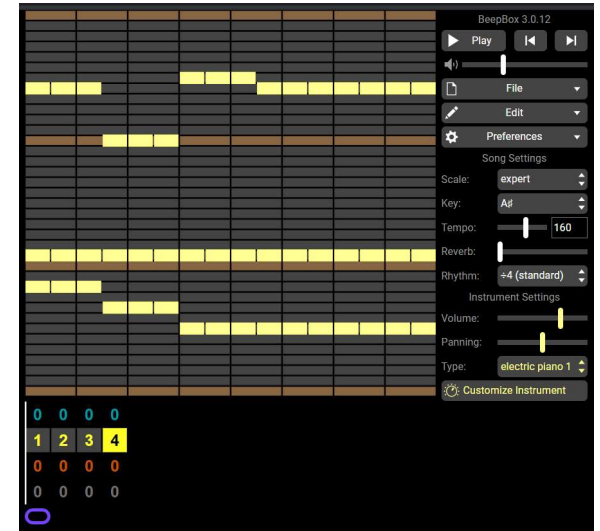 BeepBox 3.0.12
Play
File
Edit
Preferences
Song Settings
Scale: expert
Key: A♯
Tempo: 160
Reverb:
Rhythm: ÷4 (standard)
Instrument Settings
Volume:
Panning:
Type: electric piano 1
Customize Instrument
0 0 0 0
1 2 3 4
0 0 0 0
0 0 0 0